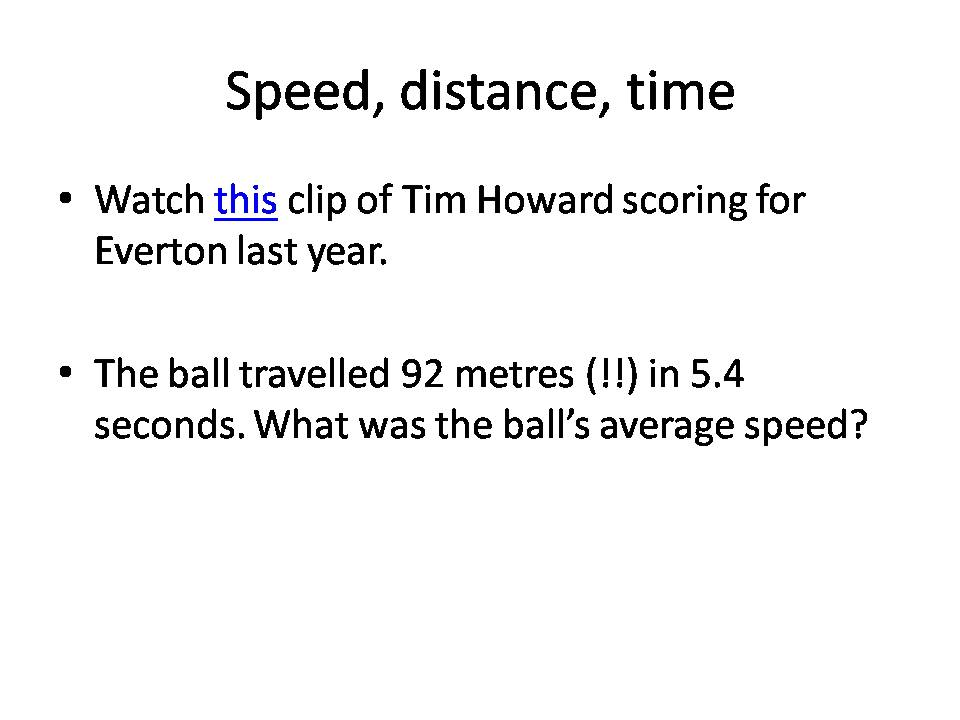 Speed, distance, time
• Watch this clip of Tim Howard scoring for
Everton last year.
• The ball travelled 92 metres (!!) in 5.4
seconds. What was the ball’s average speed?